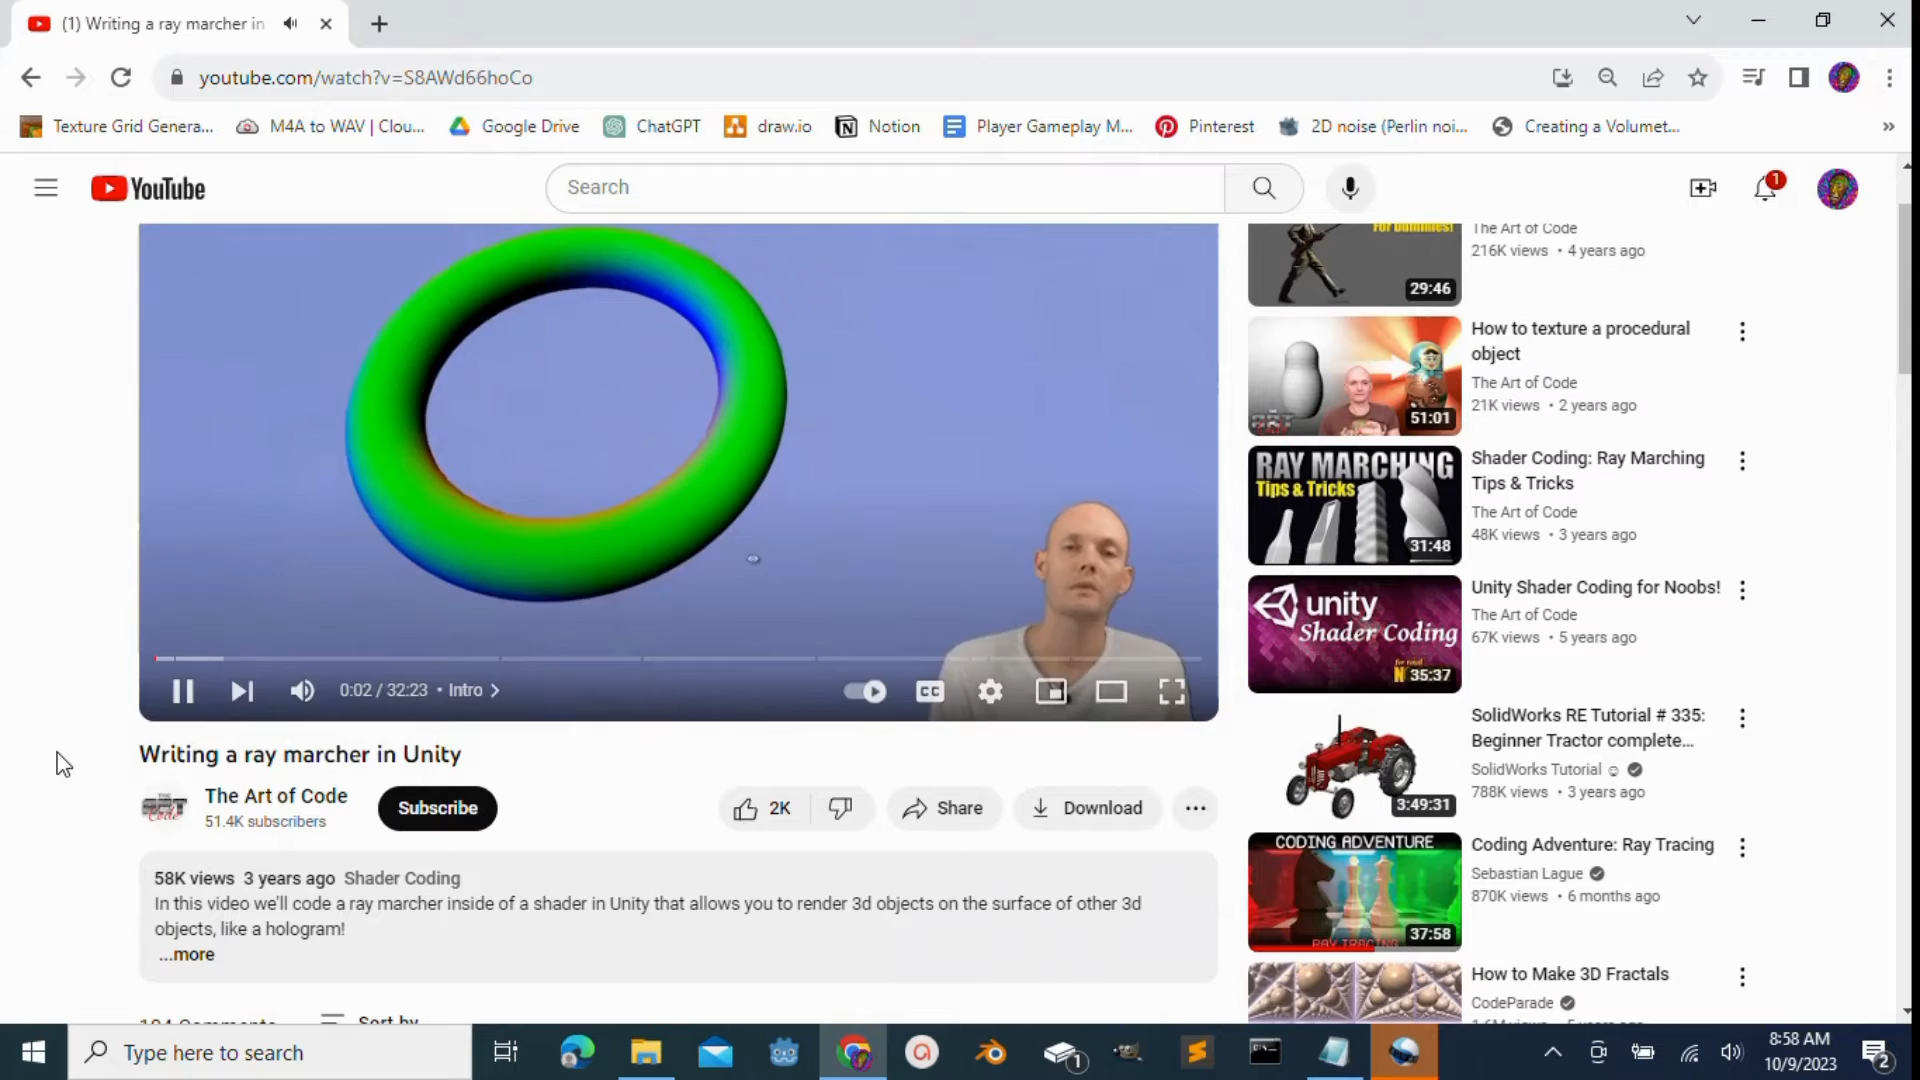 (1) Writing a ray marcher in
youtube.com/watch?v=S8AWd66hoCo
Texture Grid Genera...
M4A to WAV | Clou...
Google Drive
ChatGPT
draw.io
Notion
Player Gameplay M...
Pinterest
2D noise (Perlin noi...
Creating a Volumet...
YouTube
Search
1
0:02 / 32:23 • Intro
CC
Writing a ray marcher in Unity
The Art of Code
51.4K subscribers
Subscribe
2K
Share
Download
58K views 3 years ago Shader Coding
In this video we'll code a ray marcher inside of a shader in Unity that allows you to render 3d objects on the surface of other 3d
objects, like a hologram!
...more
Sort by
For Dummies!
29:46
The Art of Code
216K views • 4 years ago
51:01
How to texture a procedural
object
The Art of Code
21K views • 2 years ago
RAY MARCHING
Tips & Tricks
31:48
Shader Coding: Ray Marching
Tips & Tricks
The Art of Code
48K views • 3 years ago
unity
Shader Coding
35:37
Unity Shader Coding for Noobs!
The Art of Code
67K views • 5 years ago
3:49:31
SolidWorks RE Tutorial # 335:
Beginner Tractor complete...
SolidWorks Tutorial
788K views • 3 years ago
CODING ADVENTURE
RAY TRACING
37:58
Coding Adventure: Ray Tracing
Sebastian Lague
870K views • 6 months ago
How to Make 3D Fractals
CodeParade
Type here to search
1
8:58 AM
10/9/2023
2